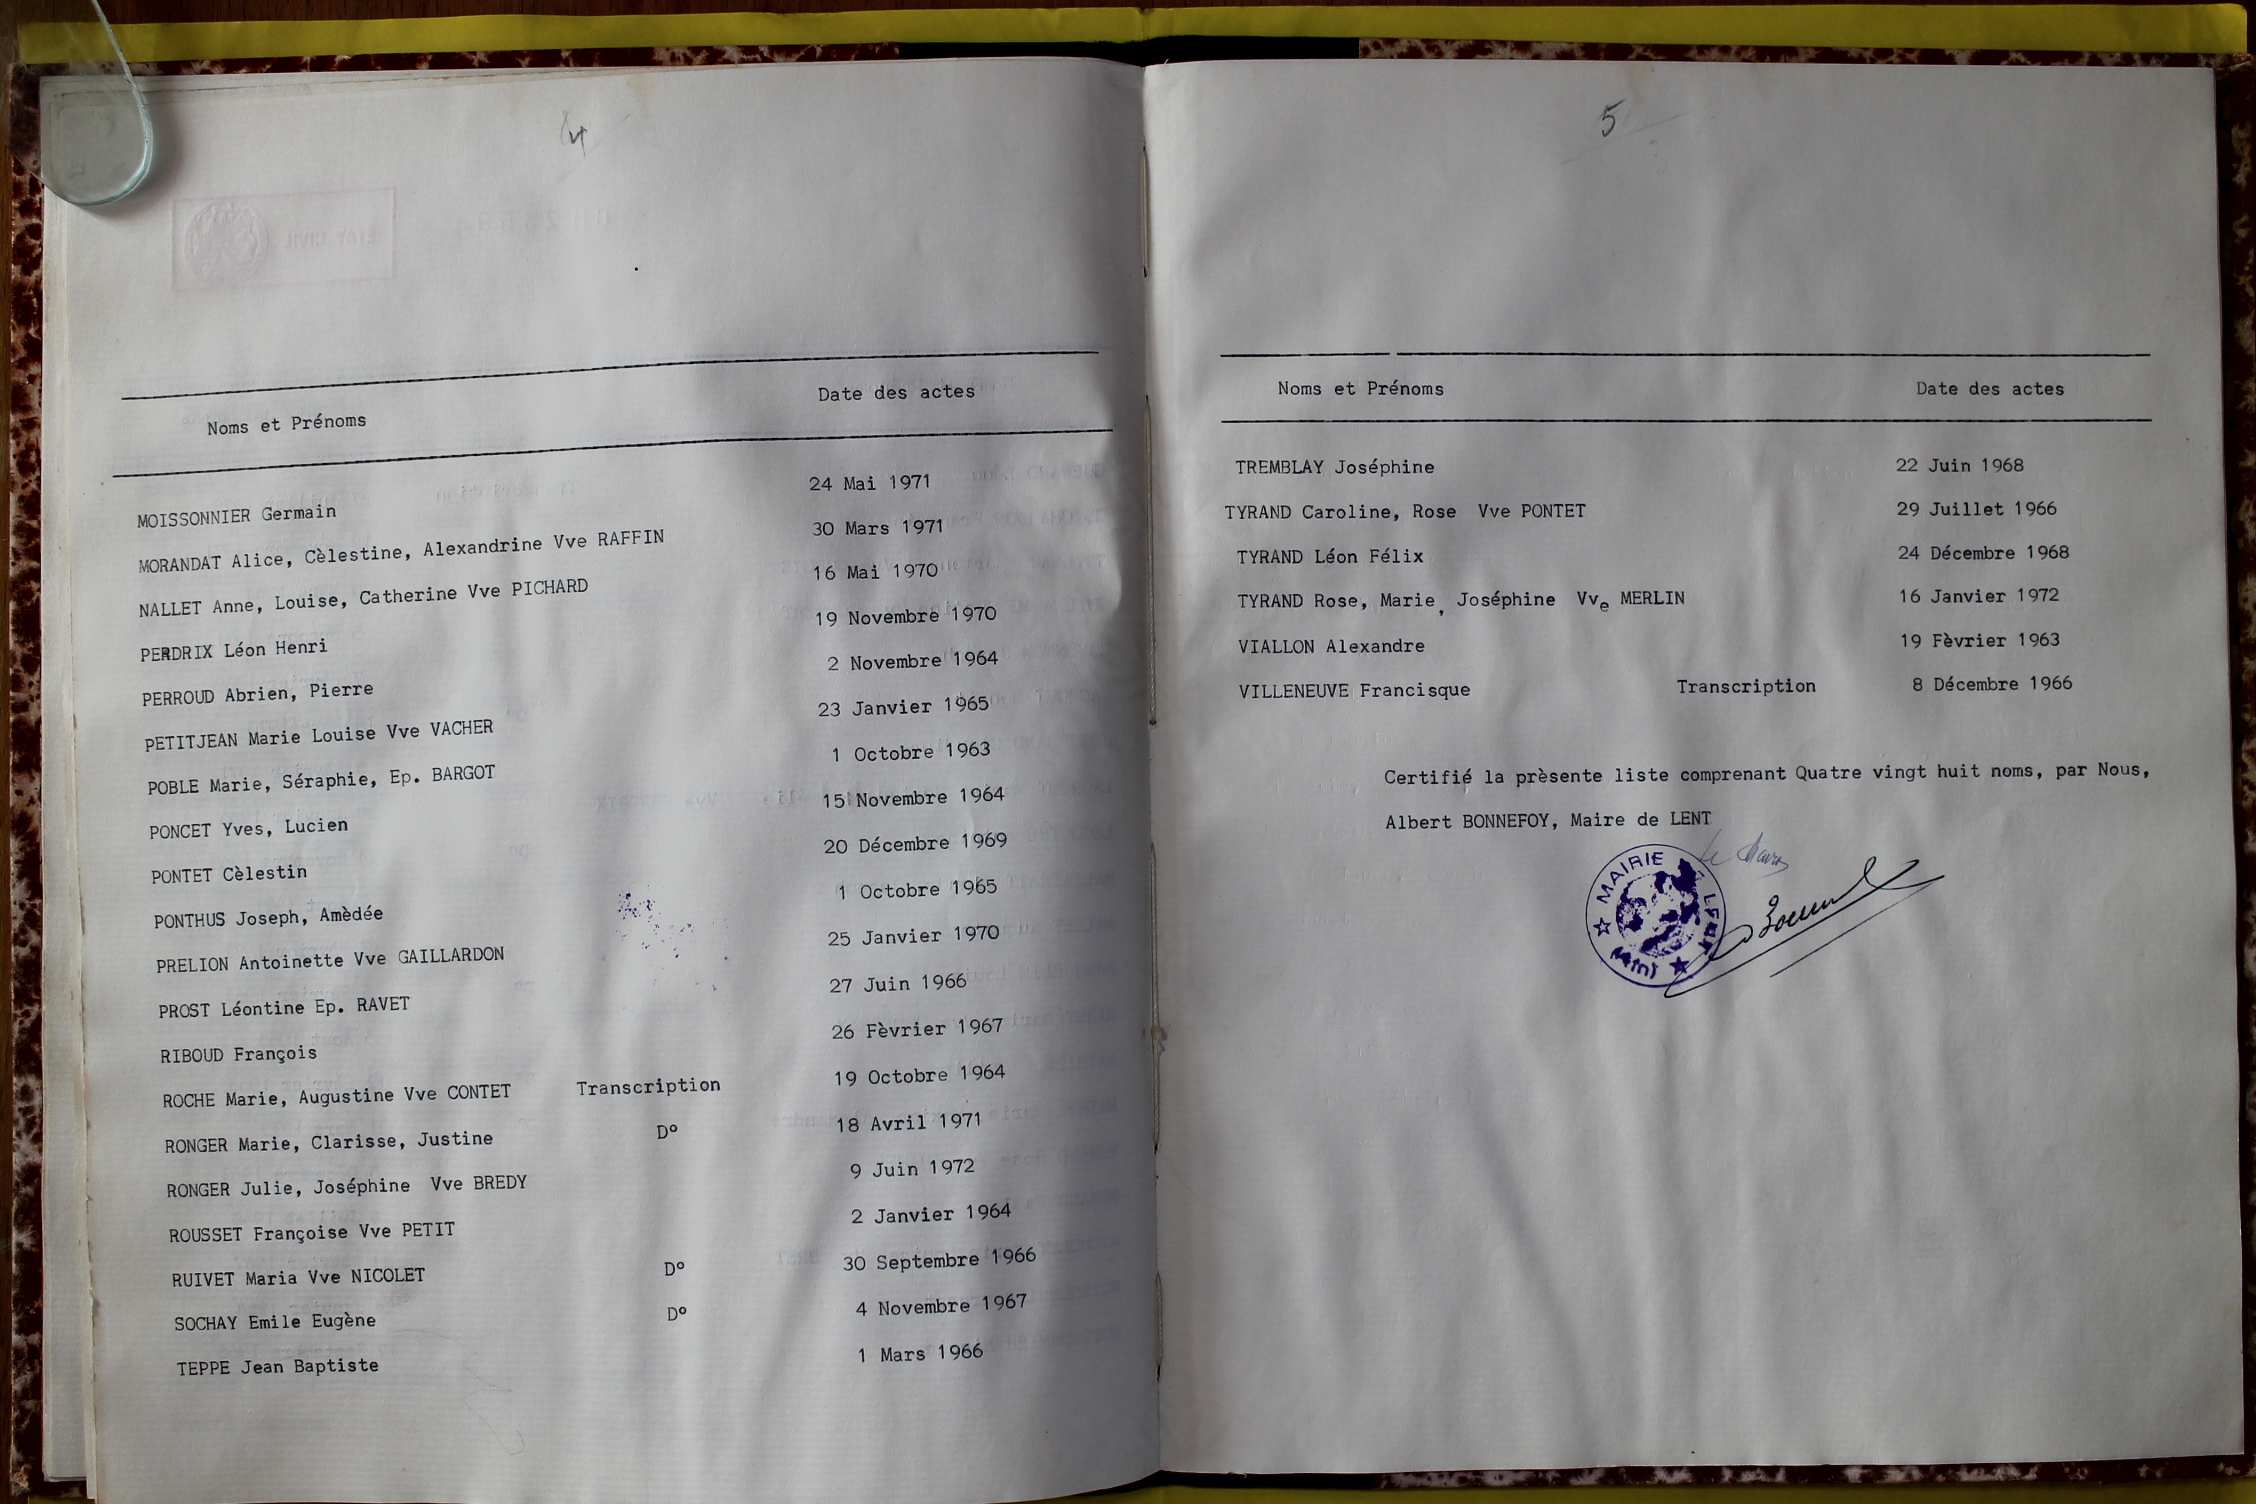 4
Noms et Prénoms Date des actes
MOISSONNIER Germain 24 Mai 1971
MORANDAT Alice, Cèlestine, Alexandrine Vve RAFFIN 30 Mars 1971
NALLET Anne, Louise, Catherine Vve PICHARD 16 Mai 1970
PERDRIX Léon Henri 19 Novembre 1970
PERROUD Abrien, Pierre 2 Novembre 1964
PETITJEAN Marie Louise Vve VACHER 23 Janvier 1965
POBLE Marie, Séraphie, Ep. BARGOT 1 Octobre 1963
PONCET Yves, Lucien 15 Novembre 1964
PONTET Cèlestin 20 Décembre 1969
PONTHUS Joseph, Amèdée 1 Octobre 1965
PRELION Antoinette Vve GAILLARDON 25 Janvier 1970
PROST Léontine Ep. RAVET 27 Juin 1966
RIBOUD François 26 Fèvrier 1967
ROCHE Marie, Augustine Vve CONTET Transcription 19 Octobre 1964
RONGER Marie, Clarisse, Justine D° 18 Avril 1971
RONGER Julie, Joséphine Vve BREDY 9 Juin 1972
ROUSSET Françoise Vve PETIT 2 Janvier 1964
RUIVET Maria Vve NICOLET D° 30 Septembre 1966
SOCHAY Emile Eugène D° 4 Novembre 1967
TEPPE Jean Baptiste 1 Mars 1966
5
Noms et Prénoms Date des actes
TREMBLAY Joséphine 22 Juin 1968
TYRAND Caroline, Rose Vve PONTET 29 Juillet 1966
TYRAND Léon Félix 24 Décembre 1968
TYRAND Rose, Marie, Joséphine Vve MERLIN 16 Janvier 1972
VIALLON Alexandre 19 Fèvrier 1963
VILLENEUVE Francisque Transcription 8 Décembre 1966
Certifié la prèsente liste comprenant Quatre vingt huit noms, par Nous,
Albert BONNEFOY, Maire de LENT
Le Maire
MAIRIE LENT
(Ain)